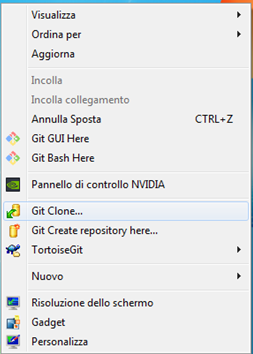 Visualizza
Ordina per
Aggiorna
Incolla
Incolla collegamento
Annulla Sposta CTRL+Z
Git GUI Here
Git Bash Here
Pannello di controllo NVIDIA
Git Clone...
Git Create repository here...
TortoiseGit
Nuovo
Risoluzione dello schermo
Gadget
Personalizza